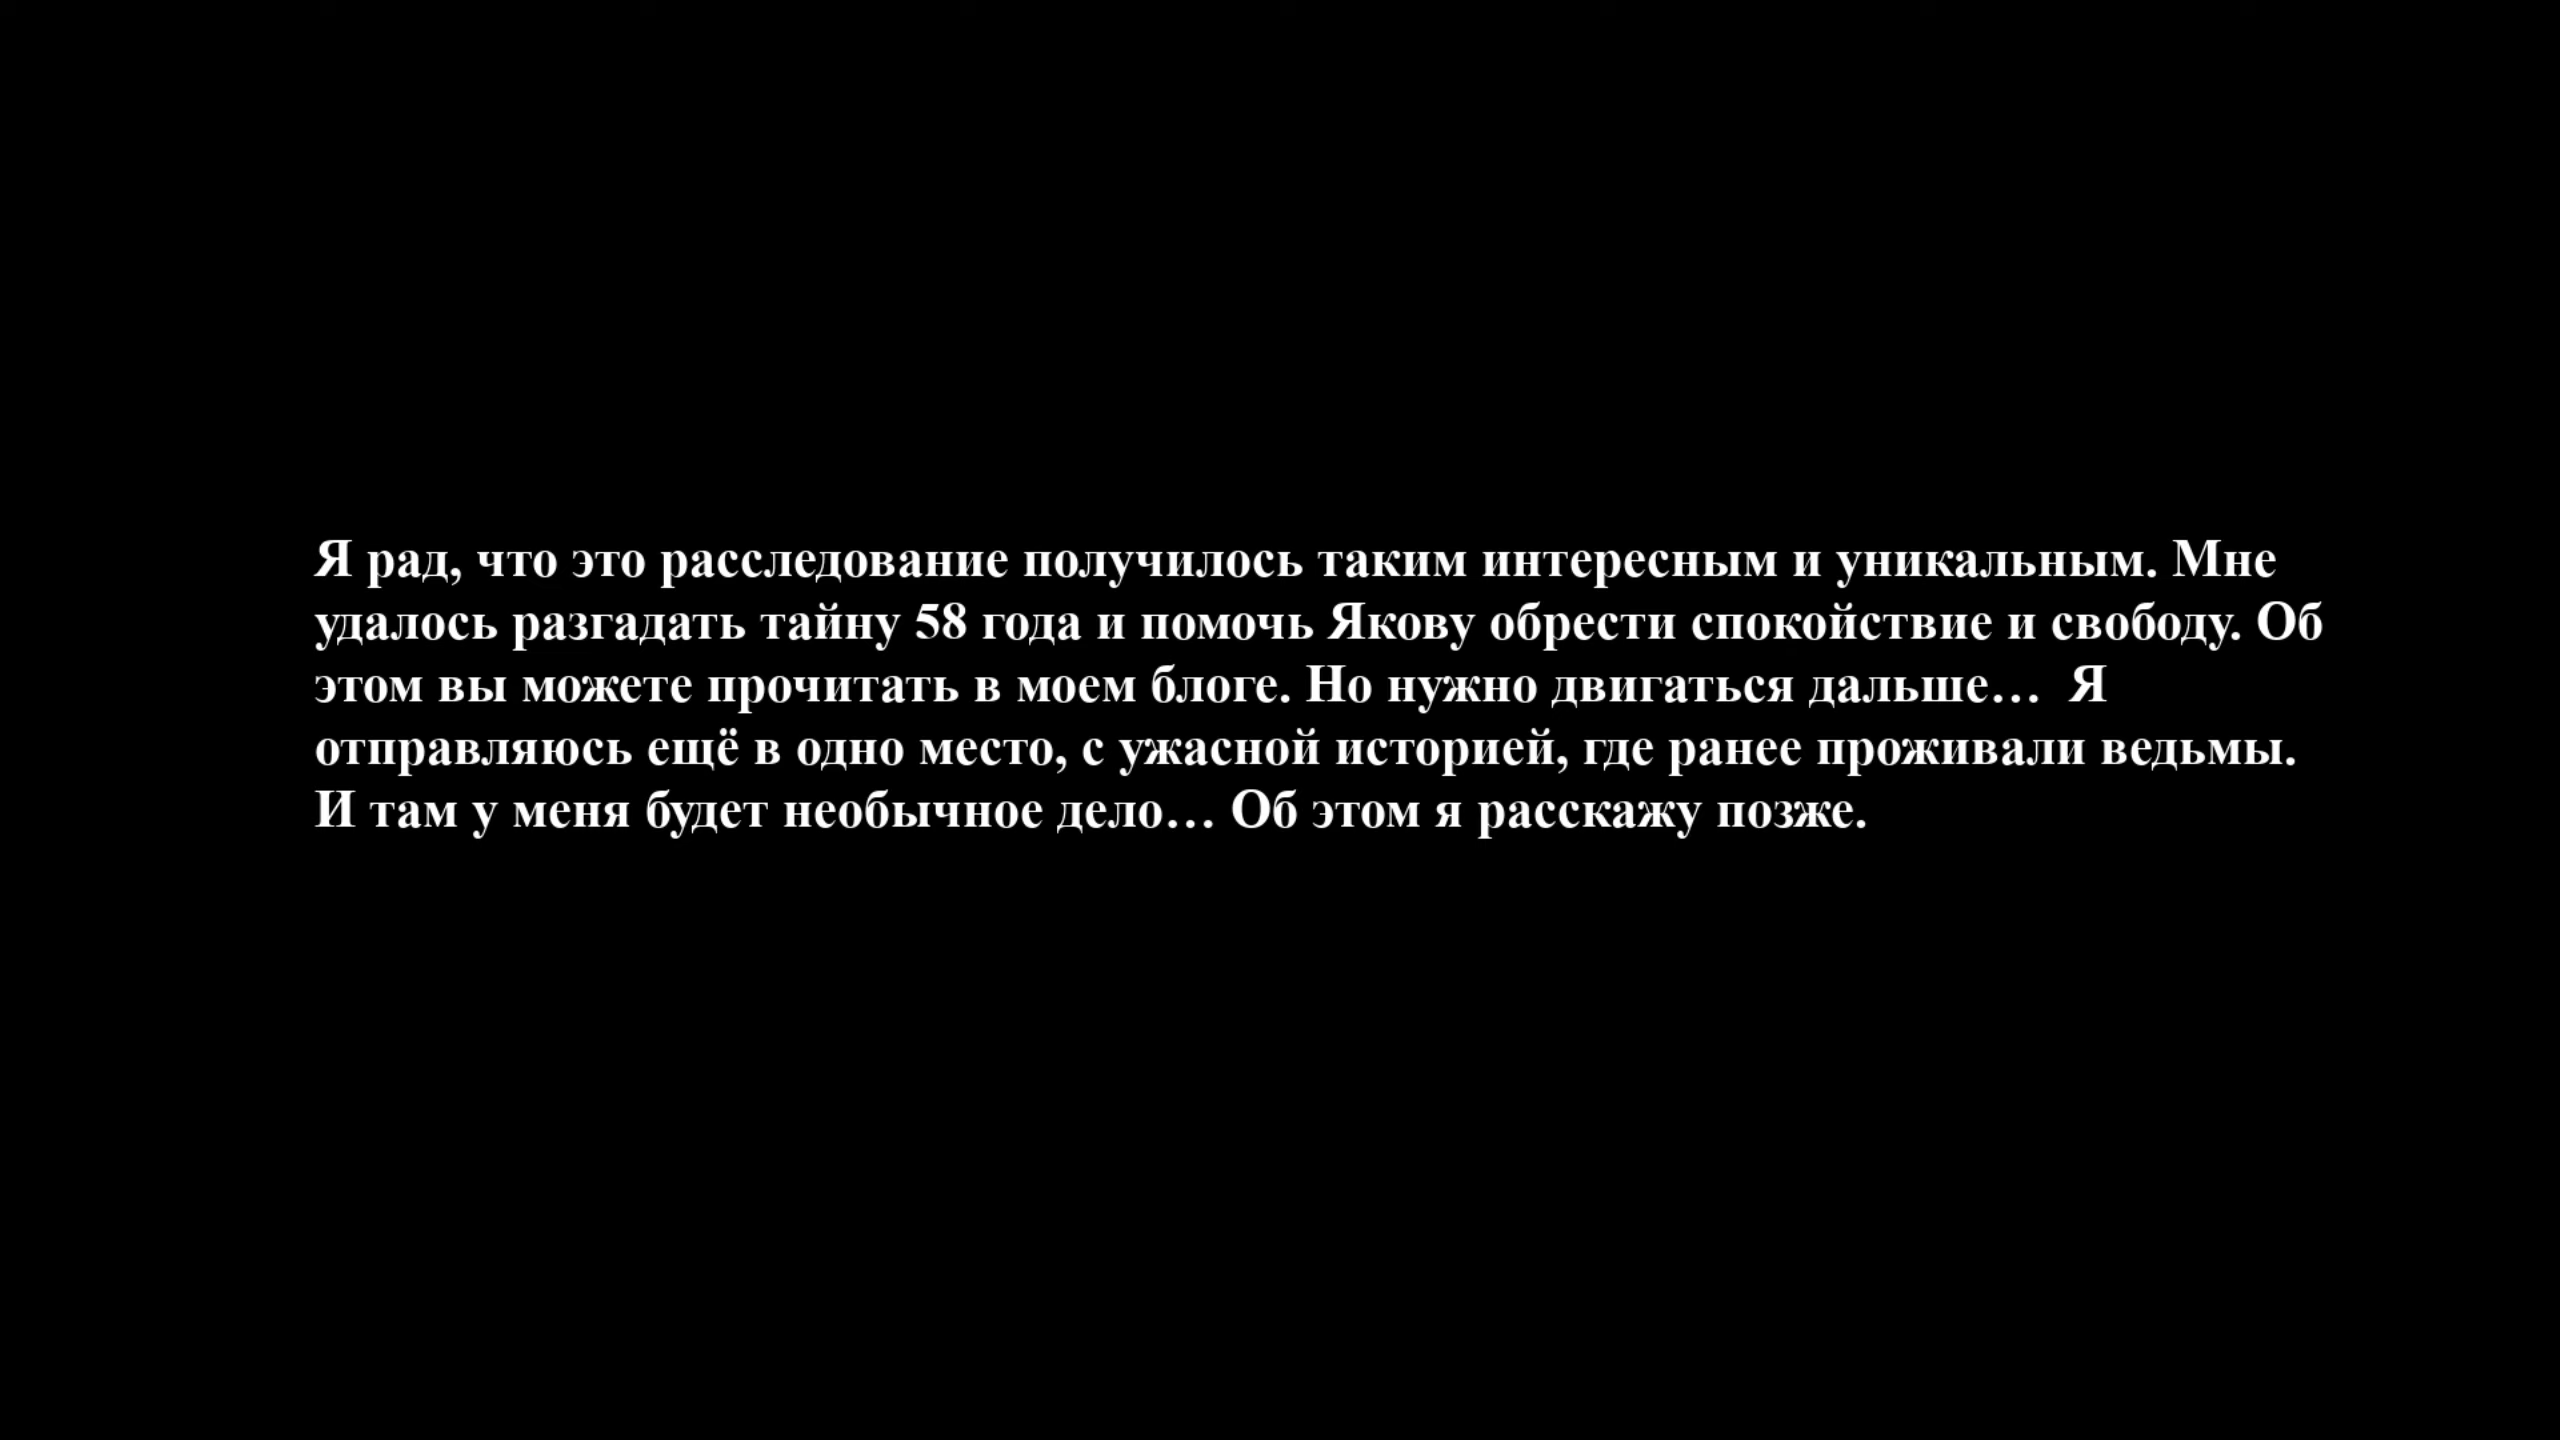 Я рад, что это расследование получилось таким интересным и уникальным. Мне
удалось разгадать тайну 58 года и помочь Якову обрести спокойствие и свободу. Об
этом вы можете прочитать в моем блоге. Но нужно двигаться дальше…  Я
отправляюсь ещё в одно место, с ужасной историей, где ранее проживали ведьмы.
И там у меня будет необычное дело… Об этом я расскажу позже.